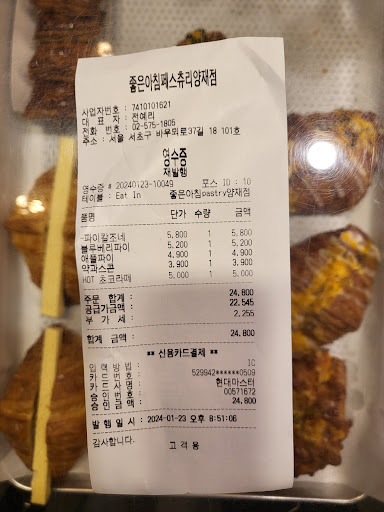 좋은아침페스츄리양재점
사업자번호 : 7410101621
대 표 자 : 전예리
전화 번호 : 02-575-1805
주소 : 서울 서초구 바우뫼로37길 18 101호
영수증
재발행
영수증 # 20240123-10049 포스 ID : 10
테이블 : Eat In 좋은아침pastry양재점
품명 단가 수량 금액
-파이칼조네 5,800 1 5,800
블루베리파이 5,200 1 5,200
애플파이 4,900 1 4,900
약과스콘 3,900 1 3,900
HOT 초코라떼 5,000 1 5,000
주문 합계 : 24,800
공급가금액 : 22,545
부 가 세 : 2,255
합계 금액 : 24,800
** 신용카드결제 **
입 력 방 법 : IC
카 드 번 호 : 529942******0509
카 드 사 명 : 현대마스터
승 인 번 호 : 00571672
승 인 금 액 : 24,800
발 행 일 시 : 2024-01-23 오후 8:51:06
감사합니다. 고 객 용